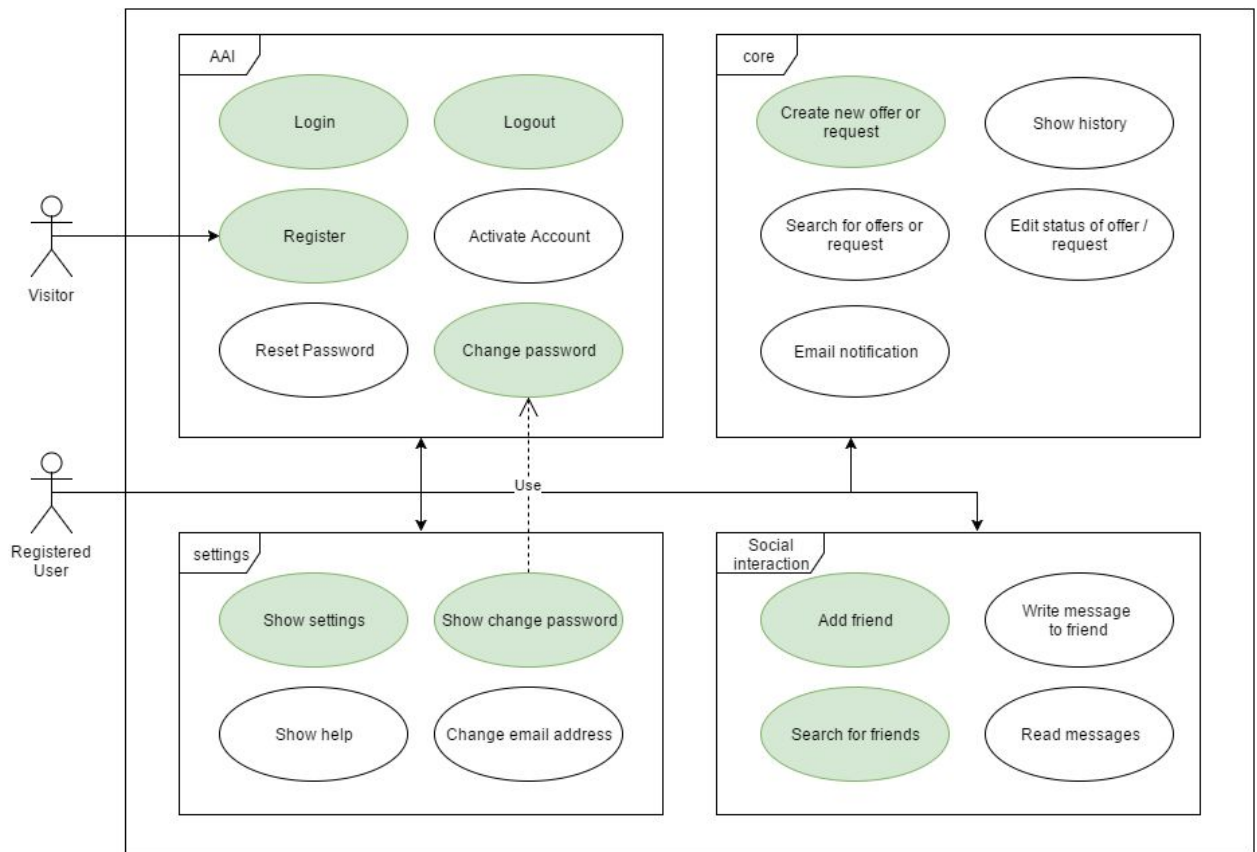 AAI
Login
Logout
Register
Activate Account
Reset Password
Change password
core
Create new offer or
request
Show history
Search for offers or
request
Edit status of offer /
request
Email notification
Visitor
Registered
User
Use
settings
Show settings
Show change password
Show help
Change email address
Social
interaction
Add friend
Write message
to friend
Search for friends
Read messages